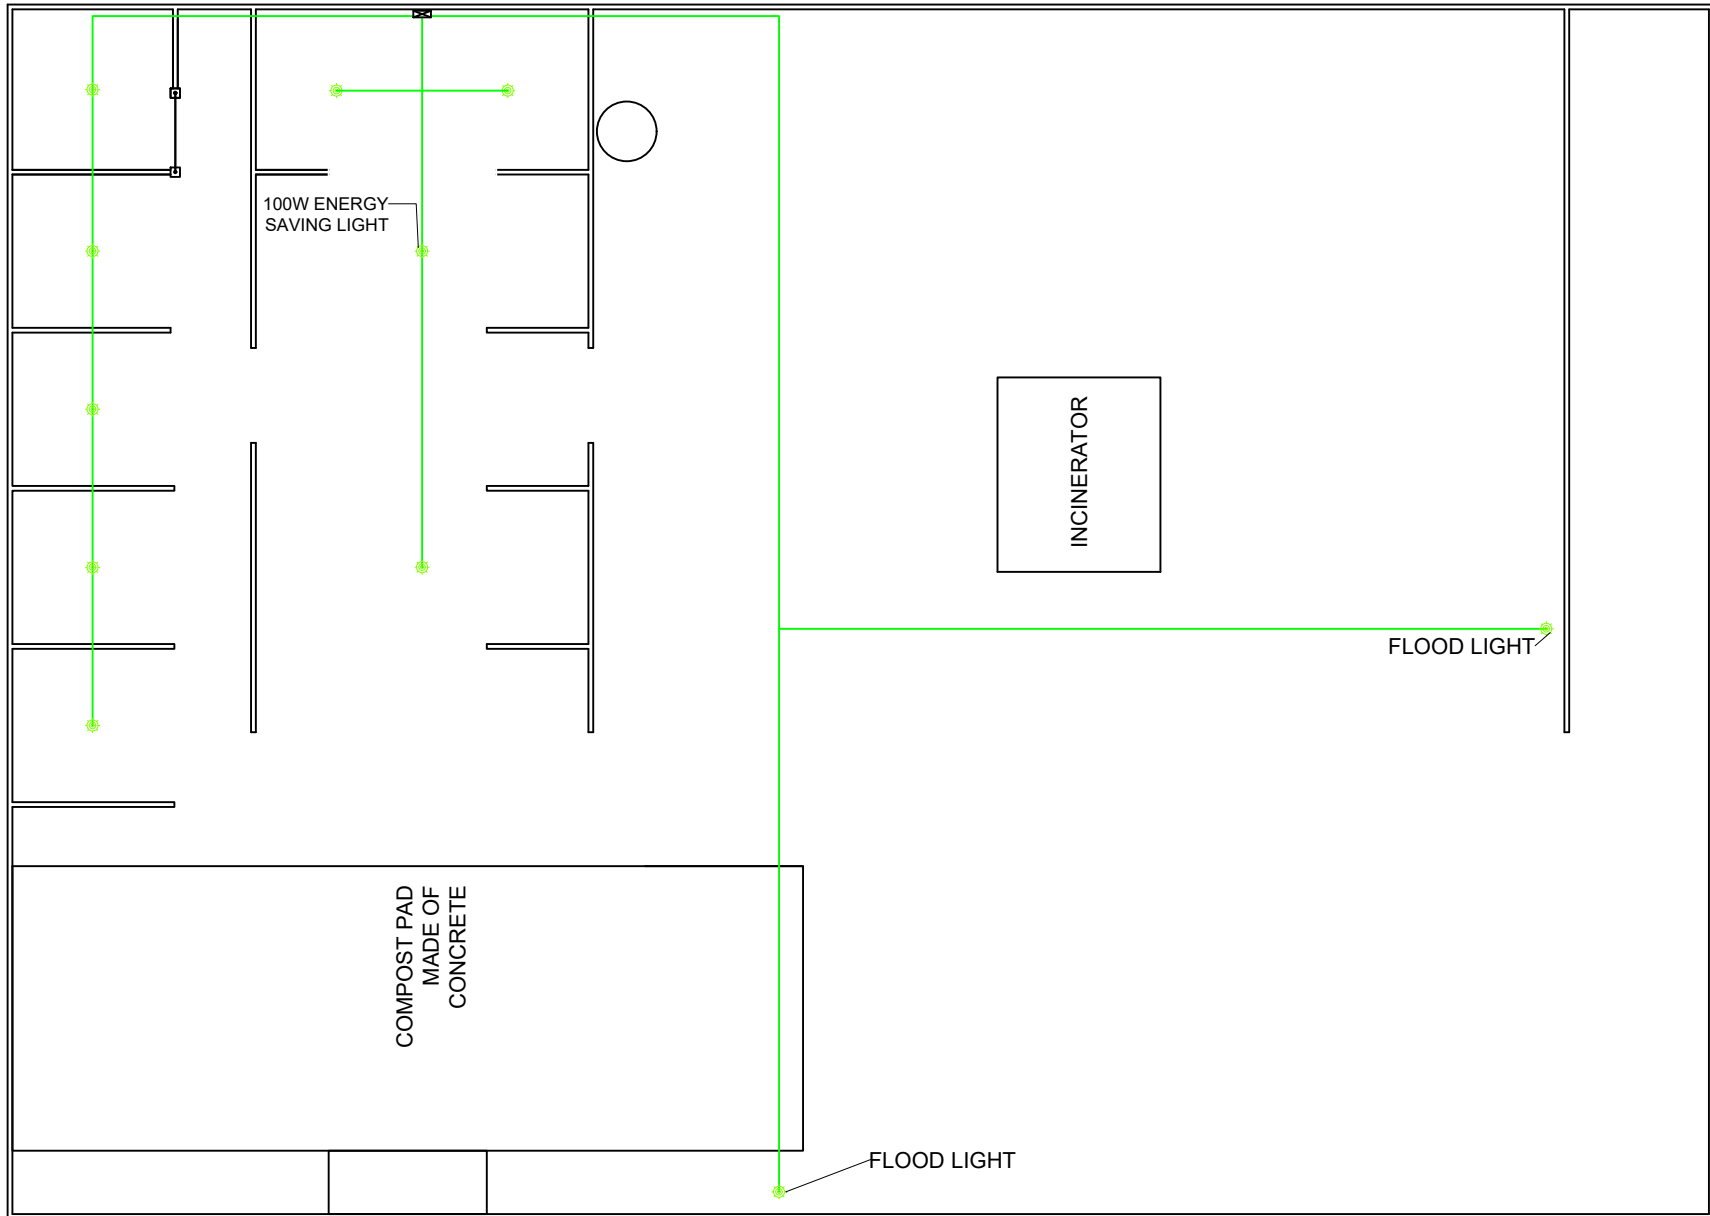 100W ENERGY
SAVING LIGHT
INCINERATOR
FLOOD LIGHT
COMPOST PAD
MADE OF
CONCRETE
FLOOD LIGHT